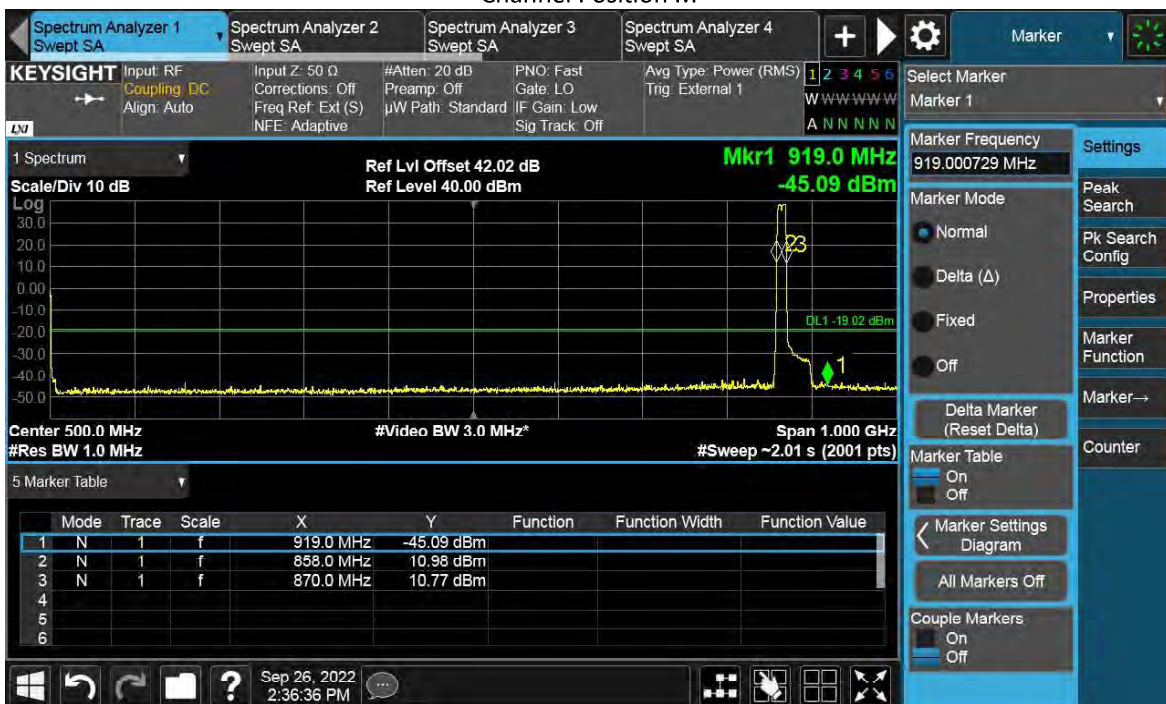 Channel Position M
Spectrum Analyzer 1
Swept SA
Spectrum Analyzer 2
Swept SA
Spectrum Analyzer 3
Swept SA
Spectrum Analyzer 4
Swept SA
+
Marker
KEYSIGHT
LXI
Input: RF
Coupling: DC
Align: Auto
Input Z: 50 Ω
Corrections: Off
Freq Ref: Ext (S)
NFE: Adaptive
#Atten: 20 dB
Preamp: Off
µW Path: Standard
PNO: Fast
Gate: LO
IF Gain: Low
Sig Track: Off
Avg Type: Power (RMS)
Trig: External 1
1 2 3 4 5 6
W W W W W W
A N N N N N
Select Marker
Marker 1
1 Spectrum
Scale/Div 10 dB
Ref Lvl Offset 42.02 dB
Ref Level 40.00 dBm
Mkr1 919.0 MHz
-45.09 dBm
Log
30.0
20.0
10.0
0.00
-10.0
-20.0
-30.0
-40.0
-50.0
23
DL1 -19.02 dBm
1
Center 500.0 MHz
#Video BW 3.0 MHz*
Span 1.000 GHz
#Res BW 1.0 MHz
#Sweep ~2.01 s (2001 pts)
5 Marker Table
Mode Trace Scale X Y Function Function Width Function Value
1 N 1 f 919.0 MHz -45.09 dBm
2 N 1 f 858.0 MHz 10.98 dBm
3 N 1 f 870.0 MHz 10.77 dBm
4
5
6
Marker Frequency
919.000729 MHz
Marker Mode
Normal
Delta (Δ)
Fixed
Off
Delta Marker
(Reset Delta)
Marker Table
On
Off
Marker Settings
Diagram
All Markers Off
Couple Markers
On
Off
Settings
Peak
Search
Pk Search
Config
Properties
Marker
Function
Marker→
Counter
?
Sep 26, 2022
2:36:36 PM